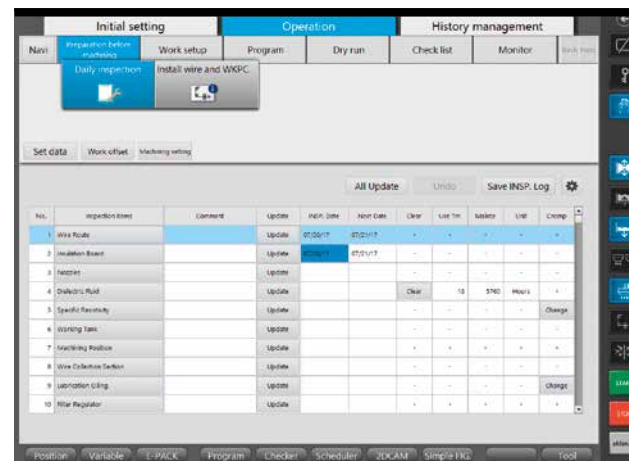 Initial setting Operation History management
Navi Preparation before machining Work setup Program Dry run Check list Monitor
Daily inspection Install wire and WKPC
Set data Work offset Machining setting
All Update Undo Save INSP. Log
No. Inspection Items Comment Update INSP. Date Next Date Clear Use Tm Unit
1 Wire Route Update 07/20/17 07/21/17
2 Insulation Board Update 07/21/17
3 Nozzles Update
4 Dielectric Fluid Update Clear 18 5760 Hours
5 Specific Resistivity Update Change
6 Working Tank Update
7 Machining Position Update
8 Wire Collection Section Update
9 Lubrication Oiling Update Change
10 Filter Regulator Update
Position Variable E-PACK Program Checker Scheduler 2DCAM Simple HG Tool